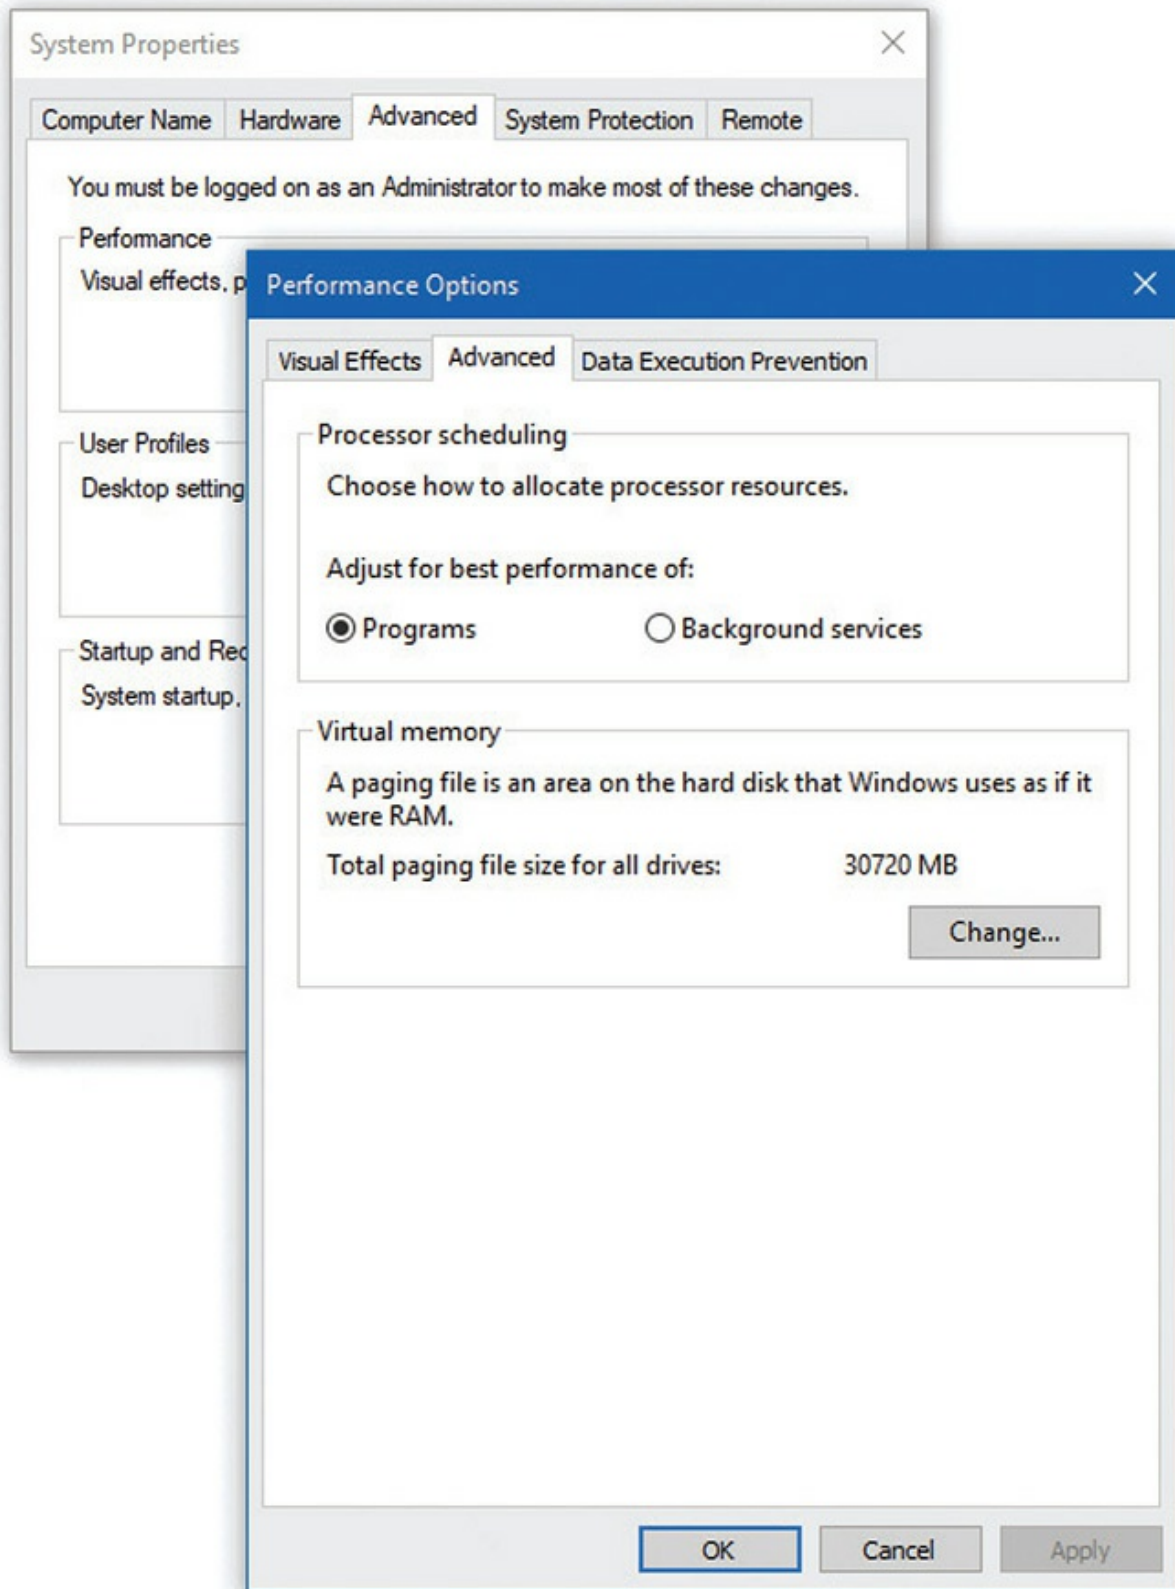 System Properties
Computer Name Hardware Advanced System Protection Remote
You must be logged on as an Administrator to make most of these changes.
Performance
Visual effects, p
User Profiles
Desktop setting
Startup and Rec
System startup,
Performance Options
Visual Effects Advanced Data Execution Prevention
Processor scheduling
Choose how to allocate processor resources.
Adjust for best performance of:
Programs Background services
Virtual memory
A paging file is an area on the hard disk that Windows uses as if it
were RAM.
Total paging file size for all drives: 30720 MB
Change...
OK Cancel Apply